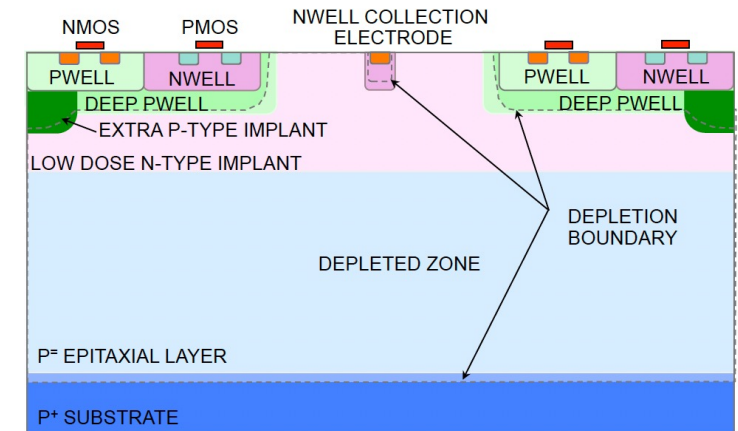 NMOS
PMOS
NWELL COLLECTION
ELECTRODE
PWELL
NWELL
PWELL
NWELL
DEEP PWELL
DEEP PWELL
EXTRA P-TYPE IMPLANT
LOW DOSE N-TYPE IMPLANT
DEPLETION
BOUNDARY
DEPLETED ZONE
P= EPITAXIAL LAYER
P+ SUBSTRATE